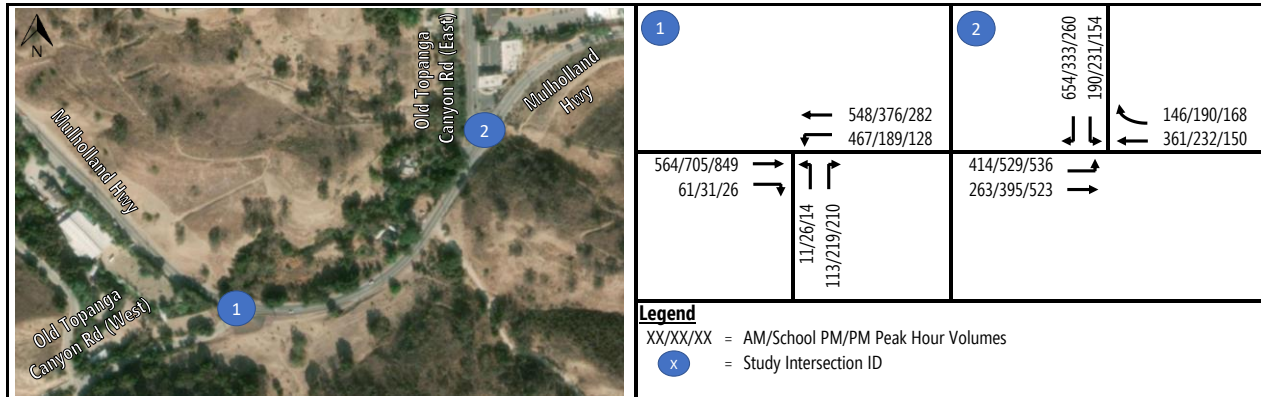 N
Old Topanga
Canyon Rd (East)
Mulholland
Hwy
2
Mulholland Hwy
1
Old Topanga
Canyon Rd (West)
1
548/376/282
467/189/128
564/705/849
61/31/26
11/26/14
113/219/210
2
654/333/260
190/231/154
146/190/168
361/232/150
414/529/536
263/395/523
Legend
XX/XX/XX = AM/School PM/PM Peak Hour Volumes
X = Study Intersection ID